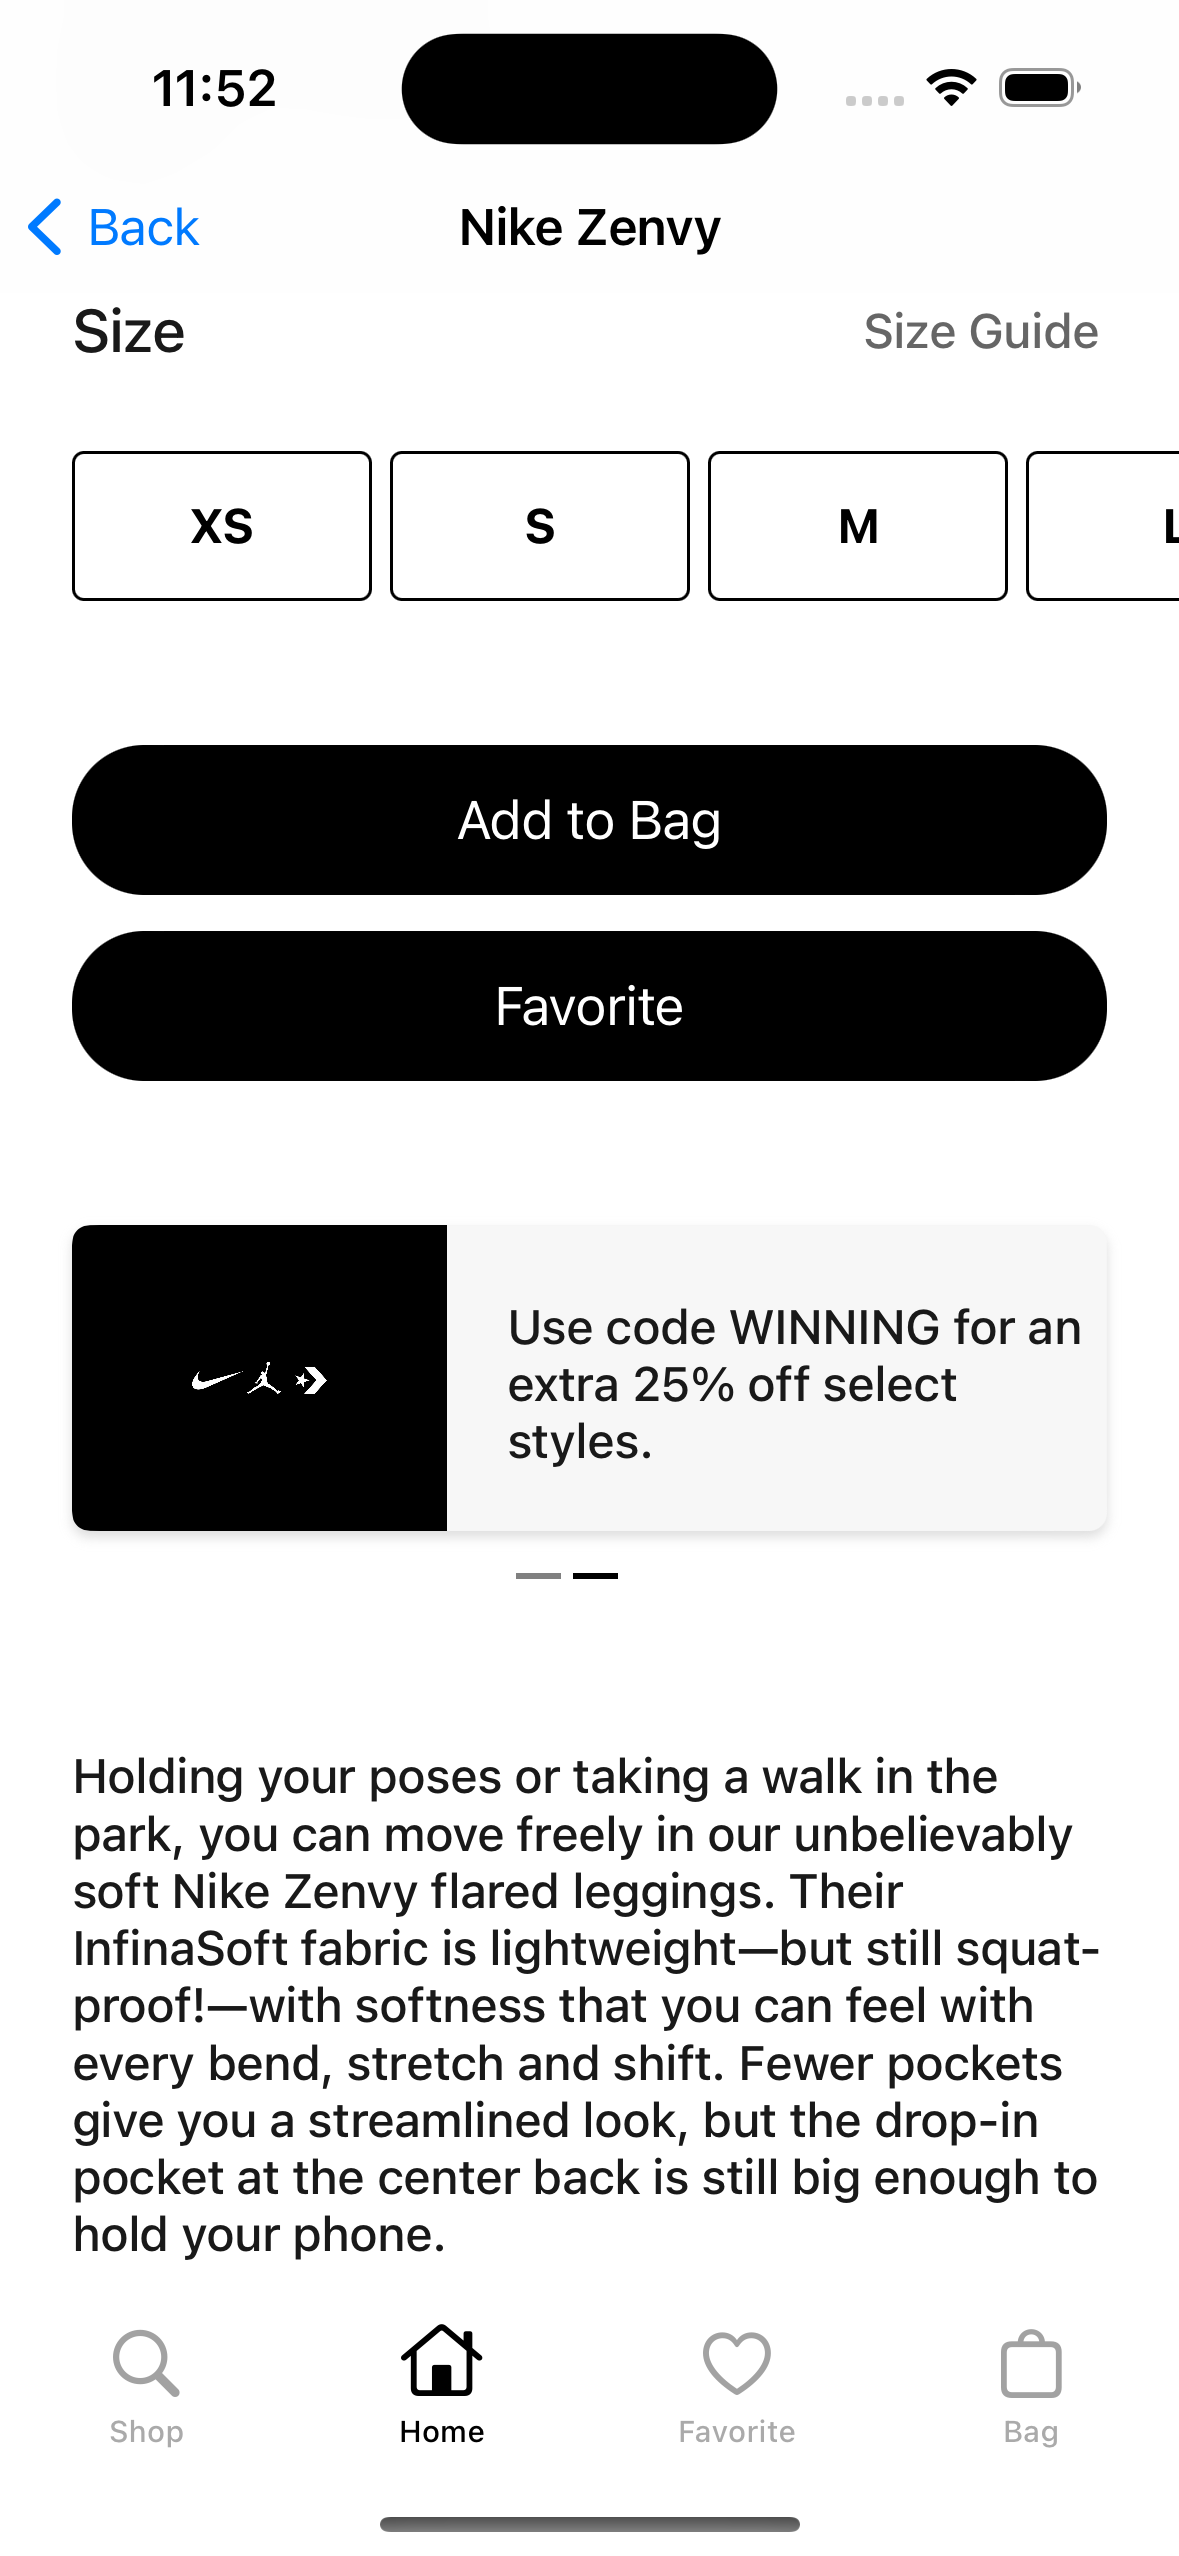 11:52
Back
Nike Zenvy
Size
Size Guide
XS
S
M
L
Add to Bag
Favorite
Use code WINNING for an
extra 25% off select
styles.
Holding your poses or taking a walk in the
park, you can move freely in our unbelievably
soft Nike Zenvy flared leggings. Their
InfinaSoft fabric is lightweight—but still squat-
proof!—with softness that you can feel with
every bend, stretch and shift. Fewer pockets
give you a streamlined look, but the drop-in
pocket at the center back is still big enough to
hold your phone.
Shop
Home
Favorite
Bag